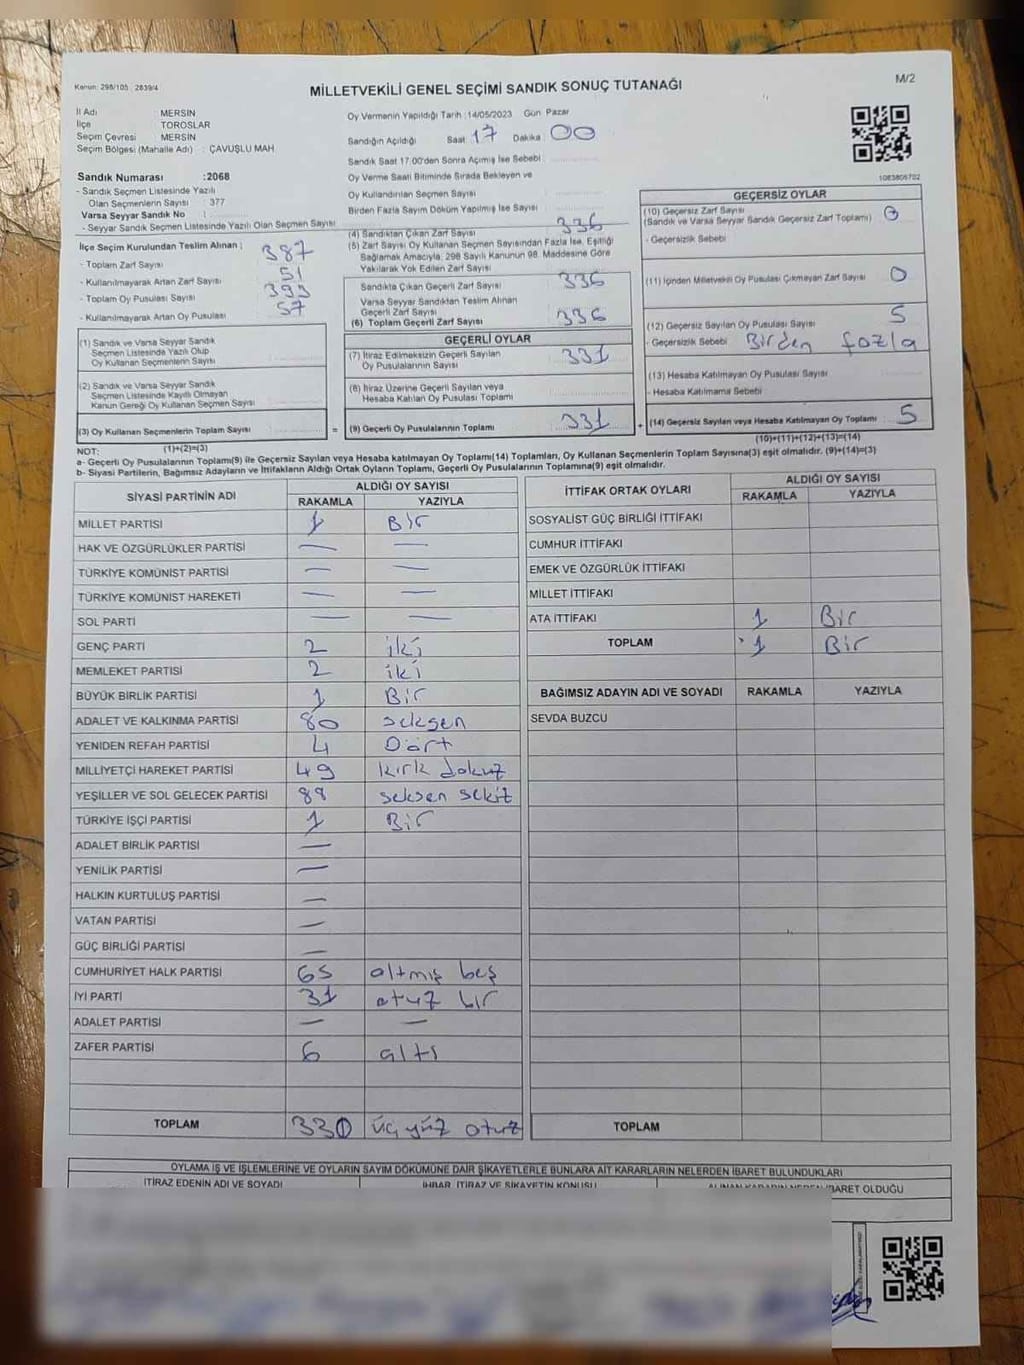 Kanun: 298/105 2839/4
MİLLETVEKİLİ GENEL SEÇİMİ SANDIK SONUÇ TUTANAĞI
M/2
İl Adı : MERSİN
İlçe : TOROSLAR
Seçim Çevresi : MERSİN
Seçim Bölgesi (Mahalle Adı) : ÇAVUŞLU MAH.
Sandık Numarası : 2068
- Sandık Seçmen Listesinde Yazılı
Olan Seçmenlerin Sayısı : 377
Varsa Seyyar Sandık No :
- Seyyar Sandık Seçmen Listesinde Yazılı Olan Seçmen Sayısı
İlçe Seçim Kurulundan Teslim Alınan ;
- Toplam Zarf Sayısı 387
- Kullanılmayarak Artan Zarf Sayısı 51
- Toplam Oy Pusulası Sayısı 393
- Kullanılmayarak Artan Oy Pusulası 57
(1) Sandık ve Varsa Seyyar Sandık
Seçmen Listesinde Yazılı Olup
Oy Kullanan Seçmenlerin Sayısı
(2) Sandık ve Varsa Seyyar Sandık
Seçmen Listesinde Kayıtlı Olmayan
Kanun Gereği Oy Kullanan Seçmen Sayısı
(3) Oy Kullanan Seçmenlerin Toplam Sayısı
(1)+(2)=(3)
Oy Vermenin Yapıldığı Tarih : 14/05/2023 Gün Pazar
Sandığın Açıldığı Saat 17 Dakika 00
Sandık Saat 17.00'den Sonra Açılmış İse Sebebi
Oy Verme Saati Bitiminde Sırada Bekleyen ve
Oy Kullandırılan Seçmen Sayısı
Birden Fazla Sayım Döküm Yapılmış İse Sayısı
(4) Sandıktan Çıkan Zarf Sayısı 336
(5) Zarf Sayısı Oy Kullanan Seçmen Sayısından Fazla İse, Eşitliği
Sağlamak Amacıyla, 298 Sayılı Kanunun 98. Maddesine Göre
Yakılarak Yok Edilen Zarf Sayısı
Sandıkta Çıkan Geçerli Zarf Sayısı 336
Varsa Seyyar Sandıktan Teslim Alınan
Geçerli Zarf Sayısı
(6) Toplam Geçerli Zarf Sayısı 336
GEÇERLİ OYLAR
(7) İtiraz Edilmeksizin Geçerli Sayılan
Oy Pusulalarının Sayısı 331
(8) İtiraz Üzerine Geçerli Sayılan veya
Hesaba Katılan Oy Pusulası Toplamı
= (9) Geçerli Oy Pusulalarının Toplamı 331 +
1083806702
GEÇERSİZ OYLAR
(10) Geçersiz Zarf Sayısı
(Sandık ve Varsa Seyyar Sandık Geçersiz Zarf Toplamı) 0
- Geçersizlik Sebebi
(11) İçinden Milletvekili Oy Pusulası Çıkmayan Zarf Sayısı 0
(12) Geçersiz Sayılan Oy Pusulası Sayısı 5
- Geçersizlik Sebebi Birden fazla
(13) Hesaba Katılmayan Oy Pusulası Sayısı
- Hesaba Katılmama Sebebi
(14) Geçersiz Sayılan veya Hesaba Katılmayan Oy Toplamı 5
(10)+(11)+(12)+(13)=(14)
NOT:
a- Geçerli Oy Pusulalarının Toplamı(9) ile Geçersiz Sayılan veya Hesaba katılmayan Oy Toplamı(14) Toplamları, Oy Kullanan Seçmenlerin Toplam Sayısına(3) eşit olmalıdır. (9)+(14)=(3)
b- Siyasi Partilerin, Bağımsız Adayların ve İttifakların Aldığı Ortak Oyların Toplamı, Geçerli Oy Pusulalarının Toplamına(9) eşit olmalıdır.
SİYASİ PARTİNİN ADI ALDIĞI OY SAYISI
RAKAMLA YAZIYLA
MİLLET PARTİSİ 1 Bir
HAK VE ÖZGÜRLÜKLER PARTİSİ — —
TÜRKİYE KOMÜNİST PARTİSİ — —
TÜRKİYE KOMÜNİST HAREKETİ — —
SOL PARTİ — —
GENÇ PARTİ 2 iki
MEMLEKET PARTİSİ 2 iki
BÜYÜK BİRLİK PARTİSİ 1 Bir
ADALET VE KALKINMA PARTİSİ 80 seksen
YENİDEN REFAH PARTİSİ 4 Dört
MİLLİYETÇİ HAREKET PARTİSİ 49 kırk dokuz
YEŞİLLER VE SOL GELECEK PARTİSİ 88 seksen sekiz
TÜRKİYE İŞÇİ PARTİSİ 1 Bir
ADALET BİRLİK PARTİSİ —
YENİLİK PARTİSİ —
HALKIN KURTULUŞ PARTİSİ —
VATAN PARTİSİ —
GÜÇ BİRLİĞİ PARTİSİ —
CUMHURİYET HALK PARTİSİ 65 altmış beş
İYİ PARTİ 31 otuz bir
ADALET PARTİSİ — —
ZAFER PARTİSİ 6 altı
TOPLAM 330 üç yüz otuz
İTTİFAK ORTAK OYLARI ALDIĞI OY SAYISI
RAKAMLA YAZIYLA
SOSYALİST GÜÇ BİRLİĞİ İTTİFAKI
CUMHUR İTTİFAKI
EMEK VE ÖZGÜRLÜK İTTİFAKI
MİLLET İTTİFAKI
ATA İTTİFAKI 1 Bir
TOPLAM 1 Bir
BAĞIMSIZ ADAYIN ADI VE SOYADI RAKAMLA YAZIYLA
SEVDA BUZCU
TOPLAM
OYLAMA İŞ VE İŞLEMLERİNE VE OYLARIN SAYIM DÖKÜMÜNE DAİR ŞİKAYETLERLE BUNLARA AİT KARARLARIN NELERDEN İBARET BULUNDUKLARI
İTİRAZ EDENİN ADI VE SOYADI İHBAR, İTİRAZ VE ŞİKAYETİN KONUSU ALINAN KARARIN NEDEN İBARET OLDUĞU